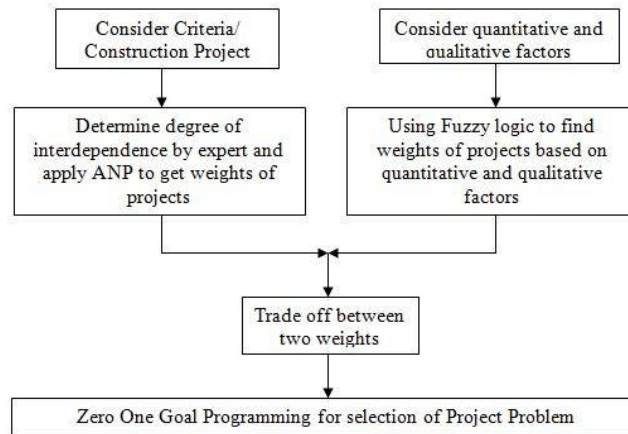 Consider Criteria/
Construction Project
Consider quantitative and
qualitative factors
Determine degree of
interdependence by expert and
apply ANP to get weights of
projects
Using Fuzzy logic to find
weights of projects based on
quantitative and qualitative
factors
Trade off between
two weights
Zero One Goal Programming for selection of Project Problem